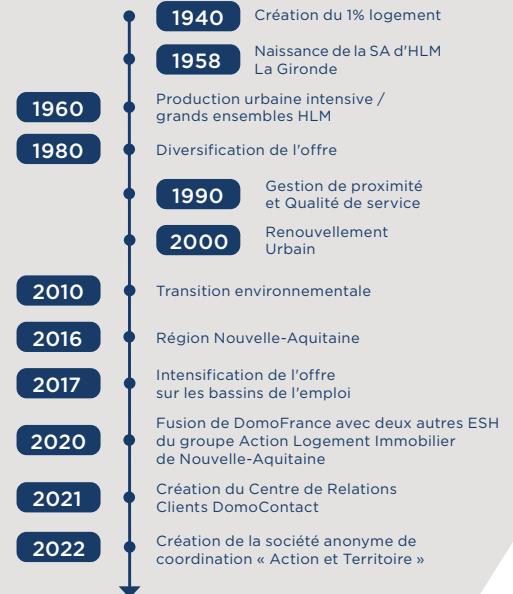 1940
Création du 1% logement
1958
Naissance de la SA d'HLM
La Gironde
1960
Production urbaine intensive /
grands ensembles HLM
1980
Diversification de l'offre
1990
Gestion de proximité
et Qualité de service
2000
Renouvellement
Urbain
2010
Transition environnementale
2016
Région Nouvelle-Aquitaine
2017
Intensification de l'offre
sur les bassins de l'emploi
2020
Fusion de DomoFrance avec deux autres ESH
du groupe Action Logement Immobilier
de Nouvelle-Aquitaine
2021
Création du Centre de Relations
Clients DomoContact
2022
Création de la société anonyme de
coordination « Action et Territoire »